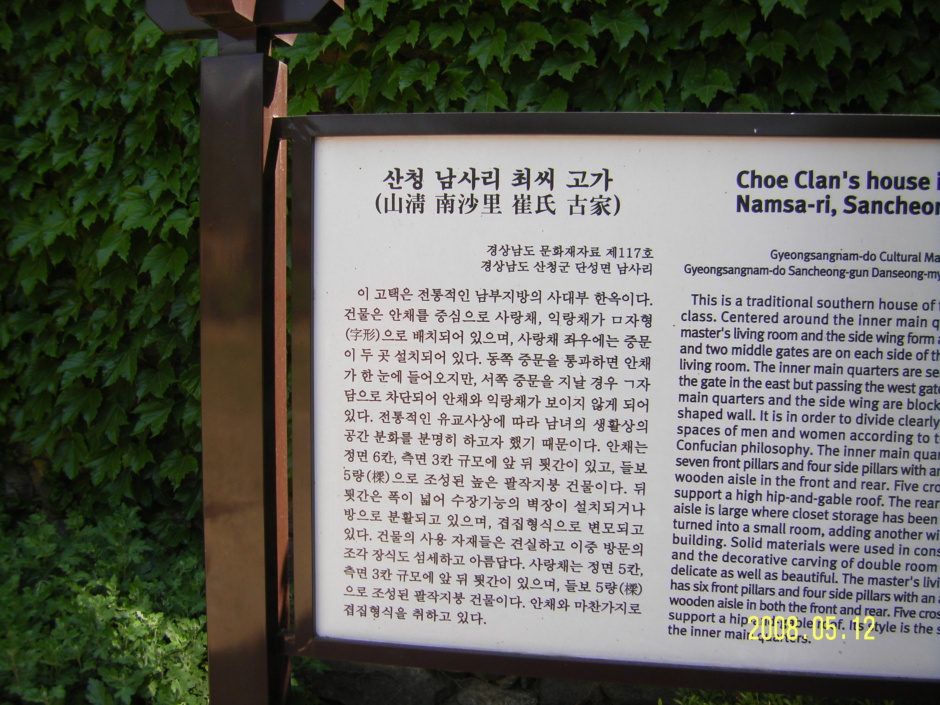 산청 남사리 최씨 고가
(山淸 南沙里 崔氏 古家)
경상남도 문화재자료 제117호
경상남도 산청군 단성면 남사리
이 고택은 전통적인 남부지방의 사대부 한옥이다.
건물은 안채를 중심으로 사랑채, 익랑채가 ㅁ자형
(字形)으로 배치되어 있으며, 사랑채 좌우에는 중문
이 두 곳 설치되어 있다. 동쪽 중문을 통과하면 안채
가 한 눈에 들어오지만, 서쪽 중문을 지날 경우 ㄱ자
담으로 차단되어 안채와 익랑채가 보이지 않게 되어
있다. 전통적인 유교사상에 따라 남녀의 생활상의
공간 분화를 분명히 하고자 했기 때문이다. 안채는
정면 6칸, 측면 3칸 규모에 앞 뒤 툇간이 있고, 들보
5량(樑)으로 조성된 높은 팔작지붕 건물이다. 뒤
툇간은 폭이 넓어 수장기능의 벽장이 설치되거나
방으로 분활되고 있으며, 겹집형식으로 변모되고
있다. 건물의 사용 자재들은 견실하고 이중 방문의
조각 장식도 섬세하고 아름답다. 사랑채는 정면 5칸,
측면 3칸 규모에 앞 뒤 툇간이 있으며, 들보 5량(樑)
으로 조성된 팔작지붕 건물이다. 안채와 마찬가지로
겹집형식을 취하고 있다.
Choe Clan's house i
Namsa-ri, Sancheon
Gyeongsangnam-do Cultural Ma
Gyeongsangnam-do Sancheong-gun Danseong-my
This is a traditional southern house of
class. Centered around the inner main q
master's living room and the side wing form a
and two middle gates are on each side of th
living room. The inner main quarters are se
the gate in the east but passing the west gate
main quarters and the side wing are block
shaped wall. It is in order to divide clearly
spaces of men and women according to t
Confucian philosophy. The inner main quar
seven front pillars and four side pillars with an
wooden aisle in the front and rear. Five cro
support a high hip-and-gable roof. The rear
aisle is large where closet storage has been
turned into a small room, adding another wi
building. Solid materials were used in cons
and the decorative carving of double room
delicate as well as beautiful. The master's livi
has six front pillars and four side pillars with an a
wooden aisle in both the front and rear. Five cros
support a hip f. Its style is the s
the inner main quarters.
2008.05.12